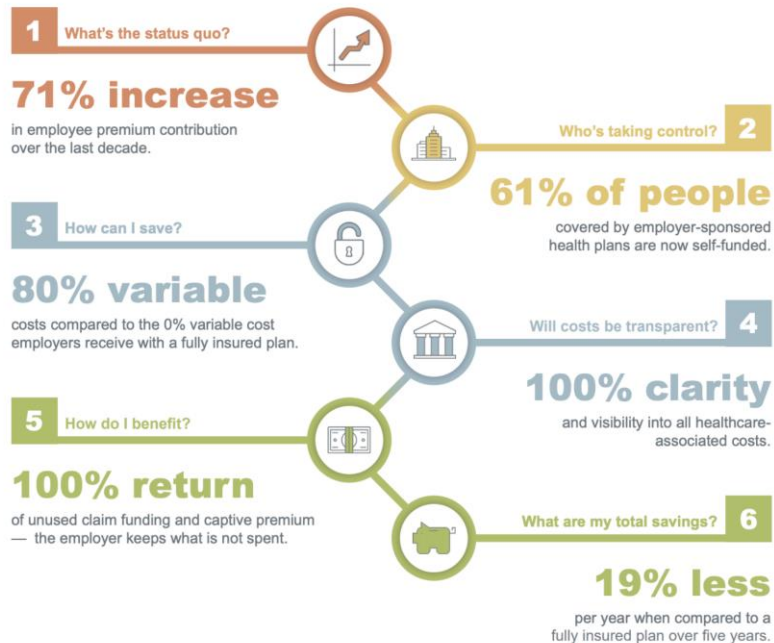 1
What's the status quo?
71% increase
in employee premium contribution
over the last decade.
2
Who's taking control?
61% of people
covered by employer-sponsored
health plans are now self-funded.
3
How can I save?
80% variable
costs compared to the 0% variable cost
employers receive with a fully insured plan.
4
Will costs be transparent?
100% clarity
and visibility into all healthcare-
associated costs.
5
How do I benefit?
100% return
of unused claim funding and captive premium
— the employer keeps what is not spent.
6
What are my total savings?
19% less
per year when compared to a
fully insured plan over five years.